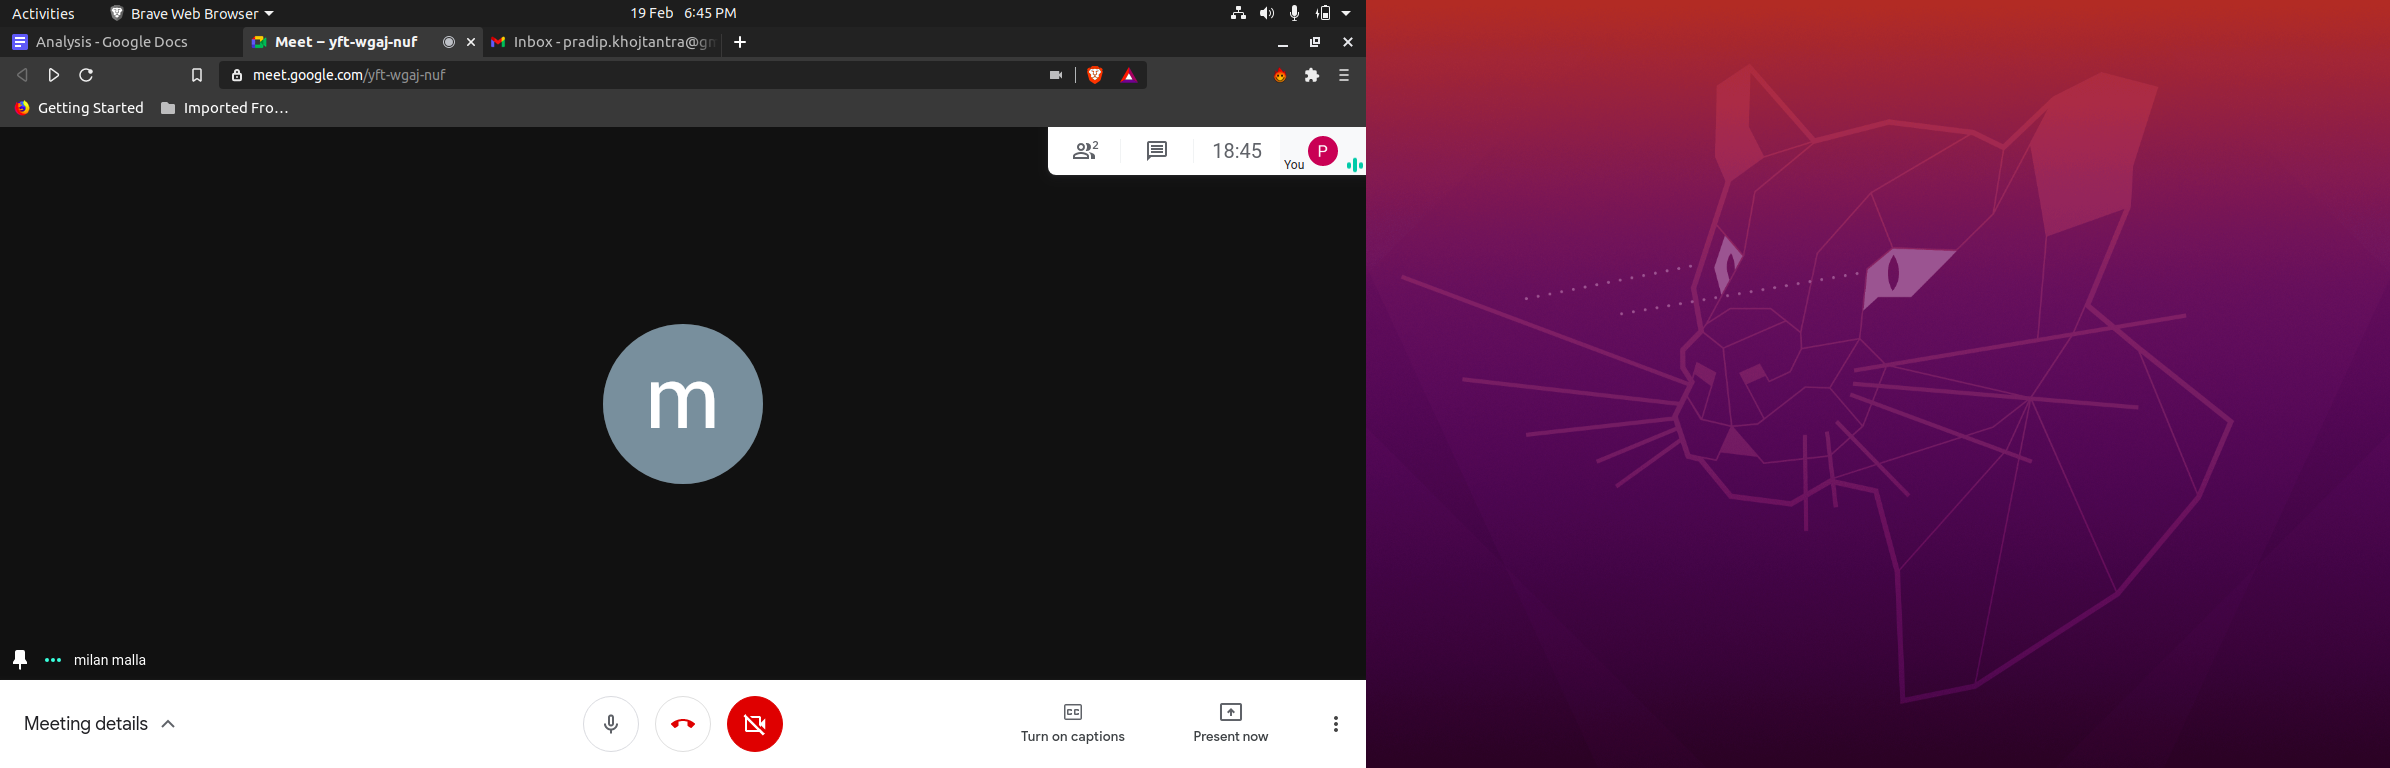 Activities
Brave Web Browser
19 Feb 6:45 PM
Analysis - Google Docs
Meet – yft-wgaj-nuf
Inbox - pradip.khojtantra@gm
meet.google.com/yft-wgaj-nuf
Getting Started
Imported Fro…
2
18:45
You
P
m
milan malla
Meeting details
CC
Turn on captions
Present now